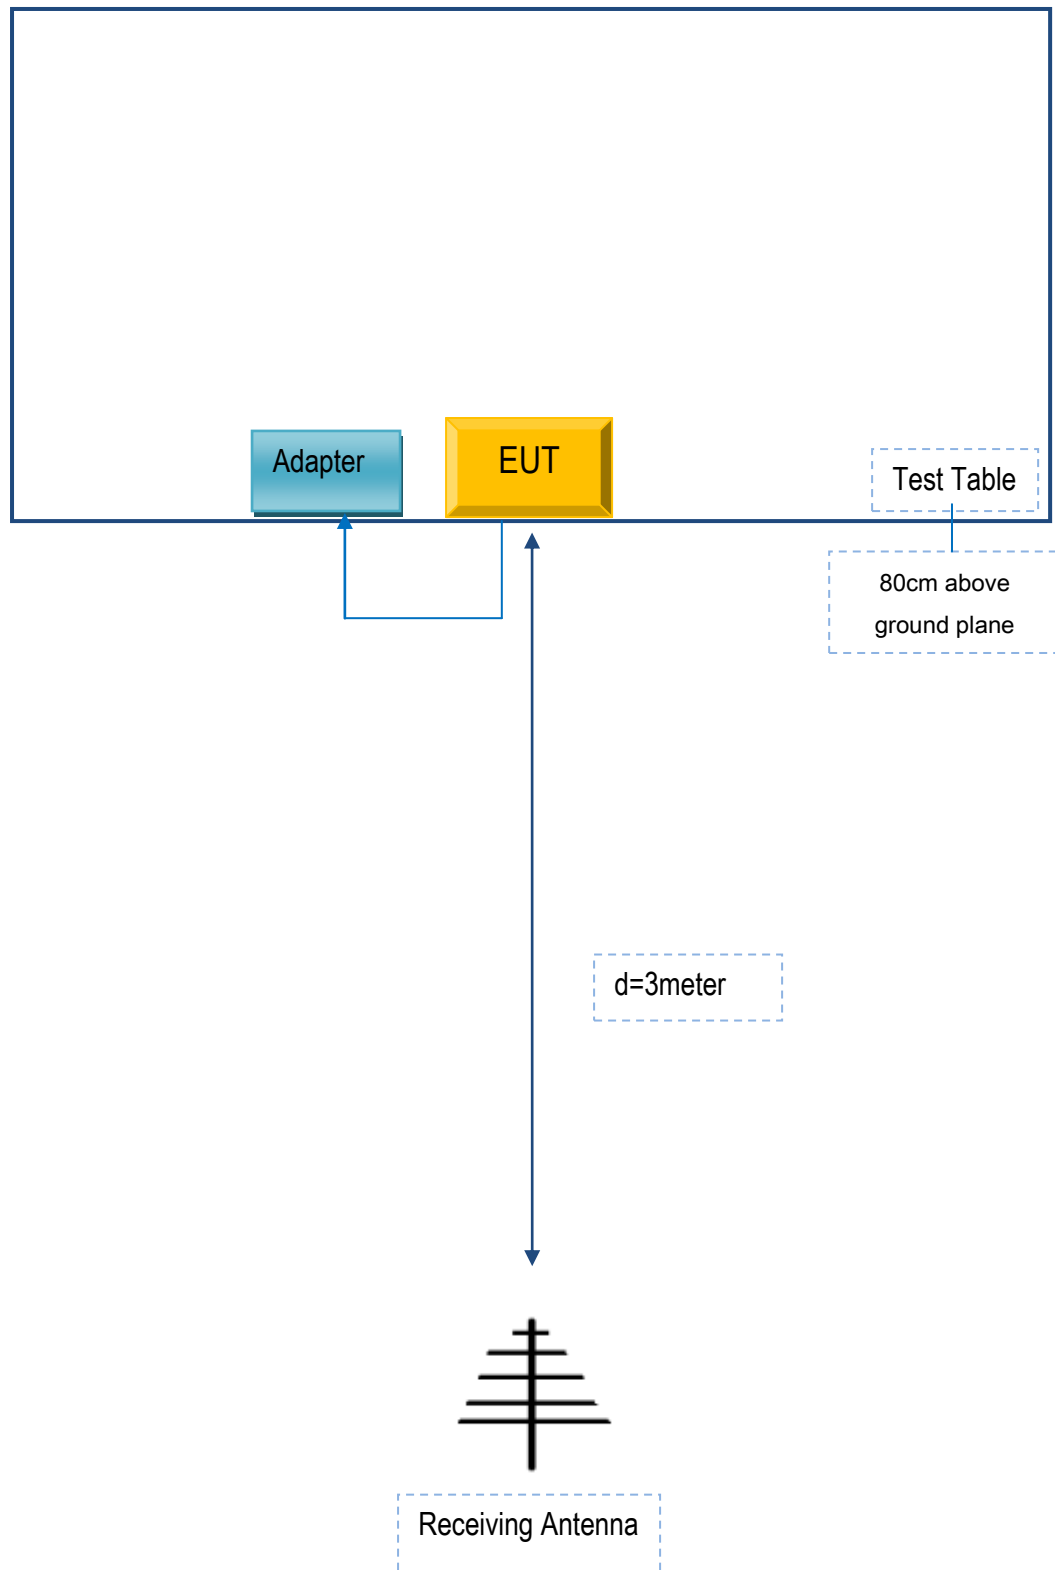 Adapter
EUT
Test Table
80cm above
ground plane
d=3meter
Receiving Antenna